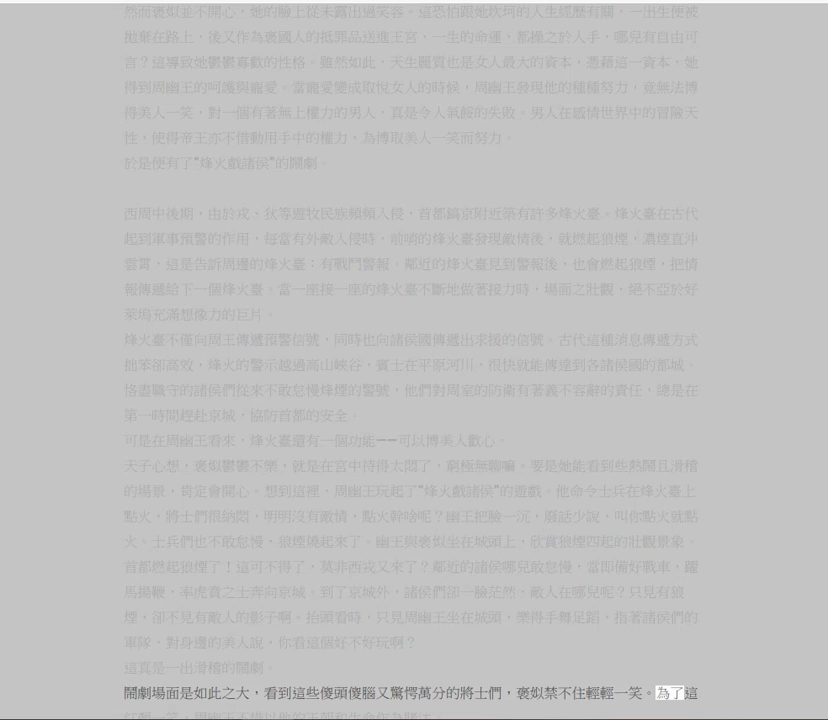 然而褒姒並不開心，她的臉上從未露出過笑容。這恐怕跟她坎坷的人生經歷有關，一出生便被
拋棄在路上，後又作為褒國人的抵罪品送進王宮，一生的命運，都操之於人手，哪兒有自由可
言？這導致她鬱鬱寡歡的性格。雖然如此，天生麗質也是女人最大的資本，憑藉這一資本，她
得到周幽王的呵護與寵愛。當寵愛變成取悅女人的時候，周幽王發現他的種種努力，竟無法博
得美人一笑，對一個有著無上權力的男人，真是令人氣餒的失敗。男人在感情世界中的冒險天
性，使得帝王亦不惜動用手中的權力，為博取美人一笑而努力。
於是便有了“烽火戲諸侯”的鬧劇。
西周中後期，由於戎、狄等遊牧民族頻頻入侵，首都鎬京附近築有許多烽火臺。烽火臺在古代
起到軍事預警的作用，每當有外敵入侵時，前哨的烽火臺發現敵情後，就燃起狼煙，濃煙直沖
雲霄，這是告訴周邊的烽火臺：有戰鬥警報。鄰近的烽火臺見到警報後，也會燃起狼煙，把情
報傳遞給下一個烽火臺。當一座接一座的烽火臺不斷地做著接力時，場面之壯觀，絕不亞於好
萊塢充滿想像力的巨片。
烽火臺不僅向周王傳遞預警信號，同時也向諸侯國傳遞出求援的信號。古代這種消息傳遞方式
拙笨卻高效，烽火的警示越過高山峽谷，賓士在平原河川，很快就能傳達到各諸侯國的都城。
恪盡職守的諸侯們從來不敢怠慢烽煙的警號，他們對周室的防衛有著義不容辭的責任，總是在
第一時間趕赴京城，協防首都的安全。
可是在周幽王看來，烽火臺還有一個功能——可以博美人歡心。
天子心想，褒姒鬱鬱不樂，就是在宮中待得太悶了，窮極無聊嘛。要是她能看到些熱鬧且滑稽
的場景，肯定會開心。想到這裡，周幽王玩起了“烽火戲諸侯”的遊戲。他命令士兵在烽火臺上
點火，將士們很納悶，明明沒有敵情，點火幹啥呢？幽王把臉一沉，廢話少說，叫你點火就點
火。士兵們也不敢怠慢，狼煙燒起來了。幽王與褒姒坐在城頭上，欣賞狼煙四起的壯觀景象。
首都燃起狼煙了！這可不得了，莫非西戎又來了？鄰近的諸侯哪兒敢怠慢，當即備好戰車，躍
馬揚鞭，率虎賁之士奔向京城。到了京城外，諸侯們卻一臉茫然，敵人在哪兒呢？只見有狼
煙，卻不見有敵人的影子啊。抬頭看時，只見周幽王坐在城頭，樂得手舞足蹈，指著諸侯們的
軍隊，對身邊的美人說，你看這個好不好玩啊？
這真是一出滑稽的鬧劇。
鬧劇場面是如此之大，看到這些傻頭傻腦又驚愕萬分的將士們，褒姒禁不住輕輕一笑。為了這